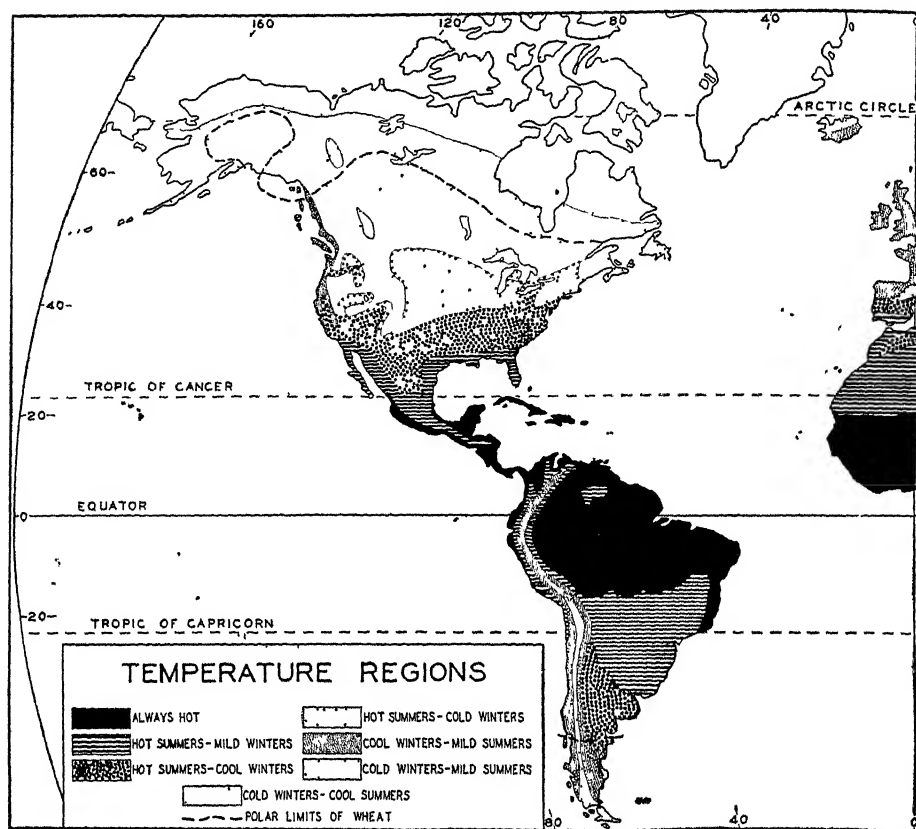 160 120 80 40 0
ARCTIC CIRCLE
60
40
TROPIC OF CANCER
20
EQUATOR
0
20
TROPIC OF CAPRICORN
TEMPERATURE REGIONS
ALWAYS HOT
HOT SUMMERS-COLD WINTERS
HOT SUMMERS-MILD WINTERS
COOL WINTERS-MILD SUMMERS
HOT SUMMERS-COOL WINTERS
COLD WINTERS-MILD SUMMERS
COLD WINTERS-COOL SUMMERS
POLAR LIMITS OF WHEAT
80 40